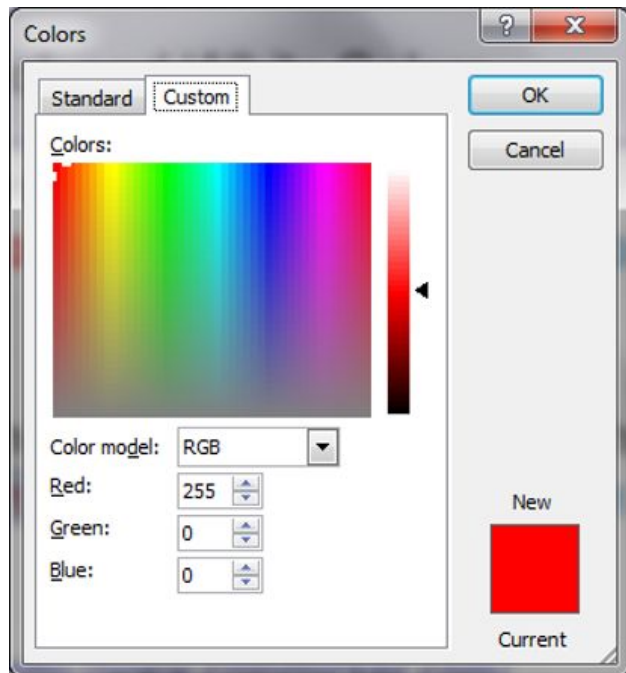 Colors
Standard Custom
OK
Cancel
Colors:
Color model: RGB
Red: 255
Green: 0
Blue: 0
New
Current